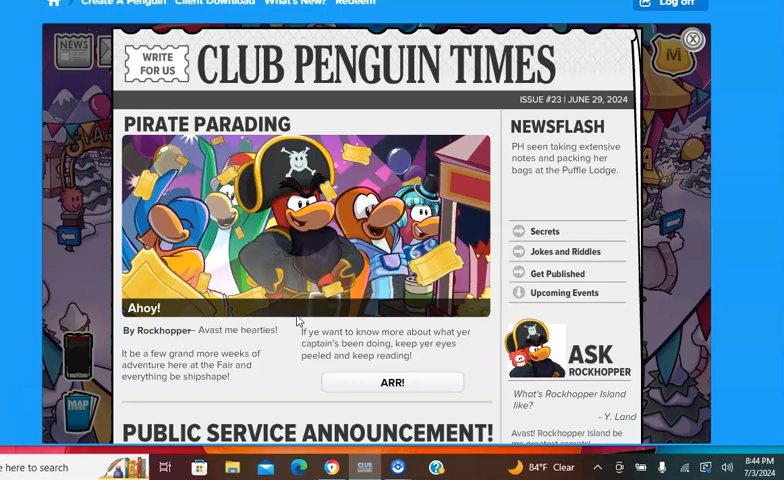 Create A Penguin Client Download What's New? Redeem
Log off
NEWS
M
WRITE
FOR US
CLUB PENGUIN TIMES
ISSUE #23 | JUNE 29, 2024
PIRATE PARADING
Ahoy!
By Rockhopper– Avast me hearties!
It be a few grand more weeks of
adventure here at the Fair and
everything be shipshape!
If ye want to know more about what yer
captain's been doing, keep yer eyes
peeled and keep reading!
ARR!
PUBLIC SERVICE ANNOUNCEMENT!
NEWSFLASH
PH seen taking extensive
notes and packing her
bags at the Puffle Lodge.
Secrets
Jokes and Riddles
Get Published
Upcoming Events
ASK
ROCKHOPPER
What's Rockhopper Island
like?
- Y. Land
Avast! Rockhopper Island be
me greatest secret!
MAP
e here to search
CLUB
84°F Clear
8:44 PM
7/3/2024